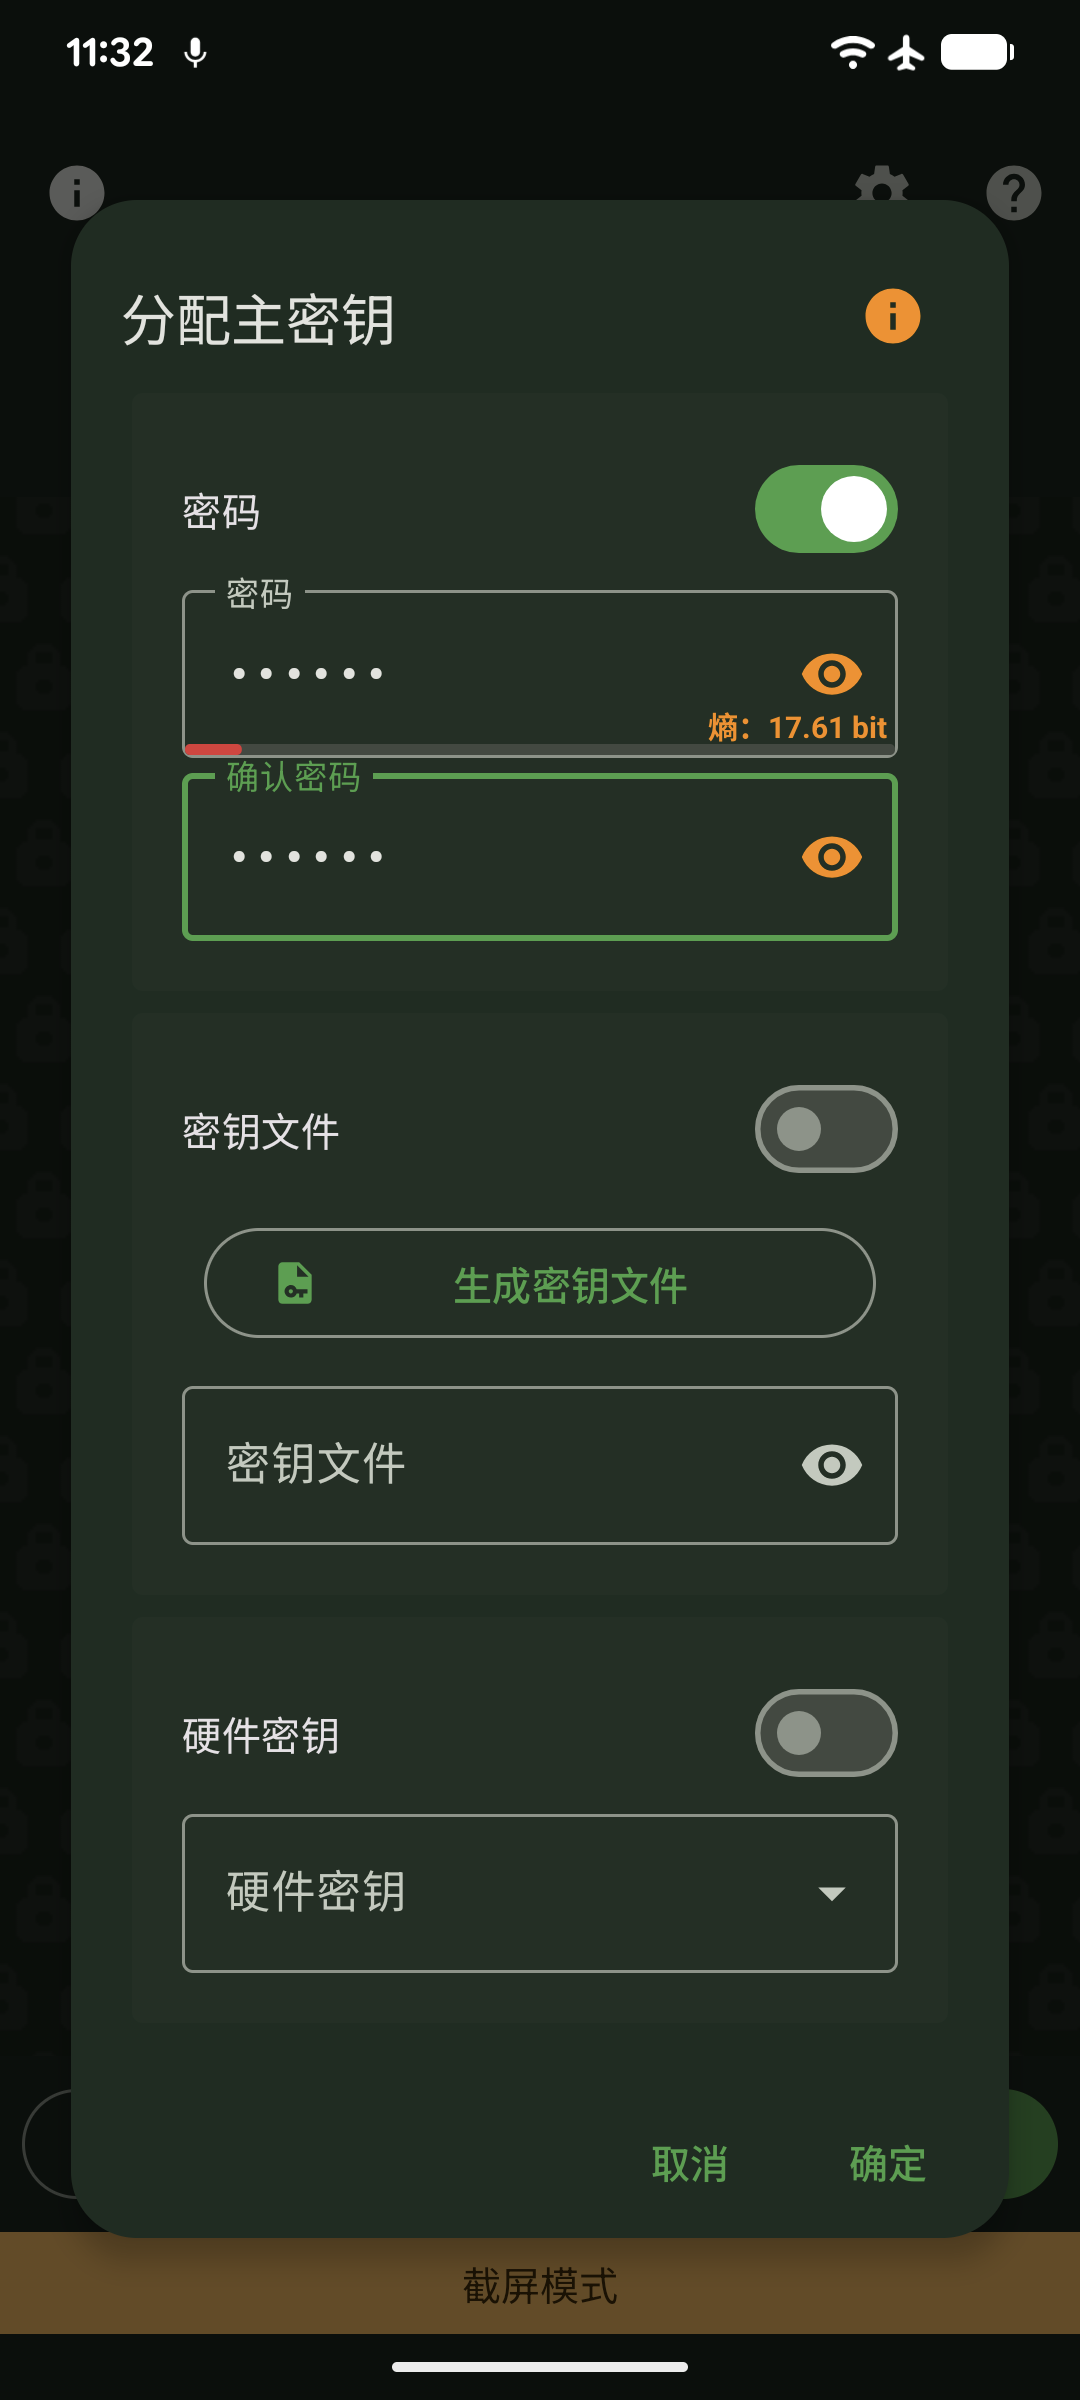 11:32
分配主密钥
密码
密码
••••••
熵：17.61 bit
确认密码
••••••
密钥文件
生成密钥文件
密钥文件
硬件密钥
硬件密钥
取消
确定
截屏模式